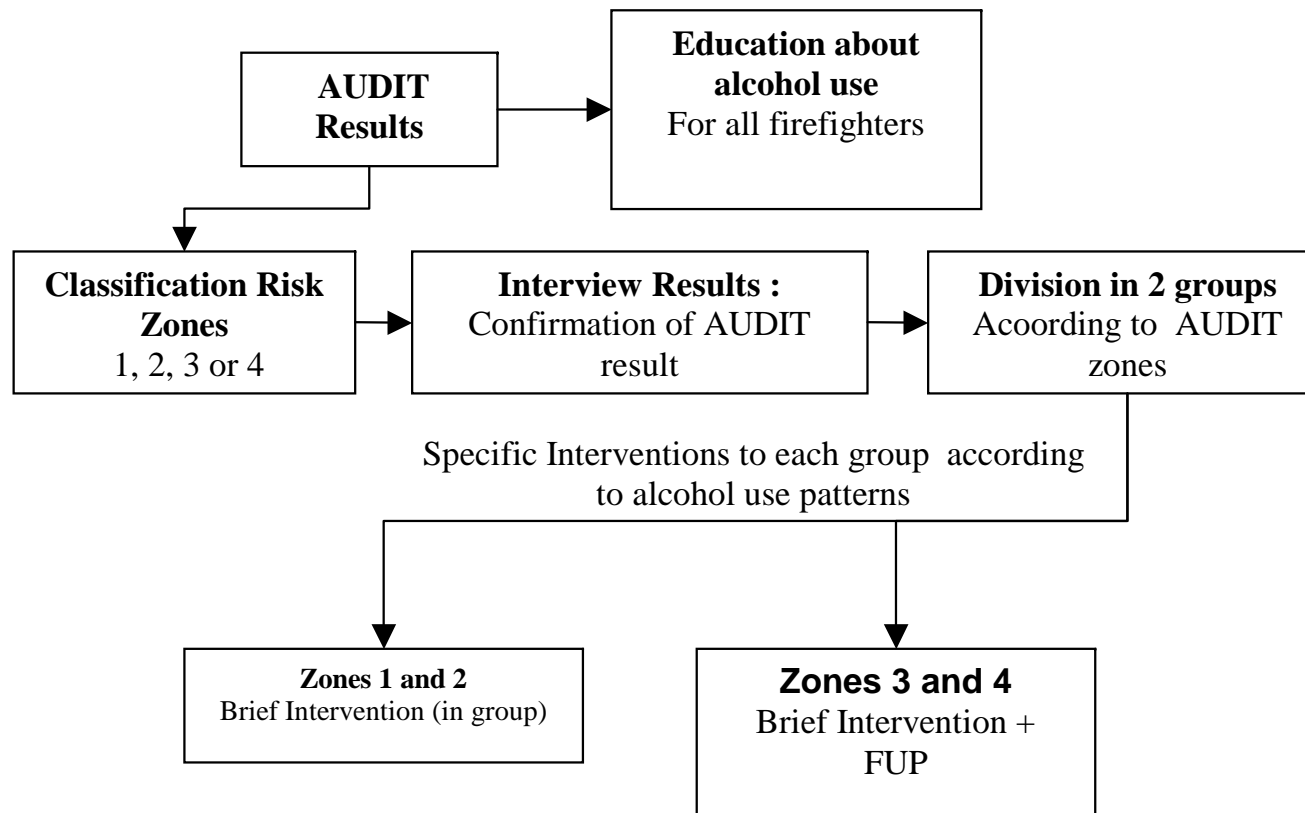 AUDIT
Results
Education about
alcohol use
For all firefighters
Classification Risk
Zones
1, 2, 3 or 4
Interview Results :
Confirmation of AUDIT
result
Division in 2 groups
Acoording to AUDIT
zones
Specific Interventions to each group according
to alcohol use patterns
Zones 1 and 2
Brief Intervention (in group)
Zones 3 and 4
Brief Intervention +
FUP